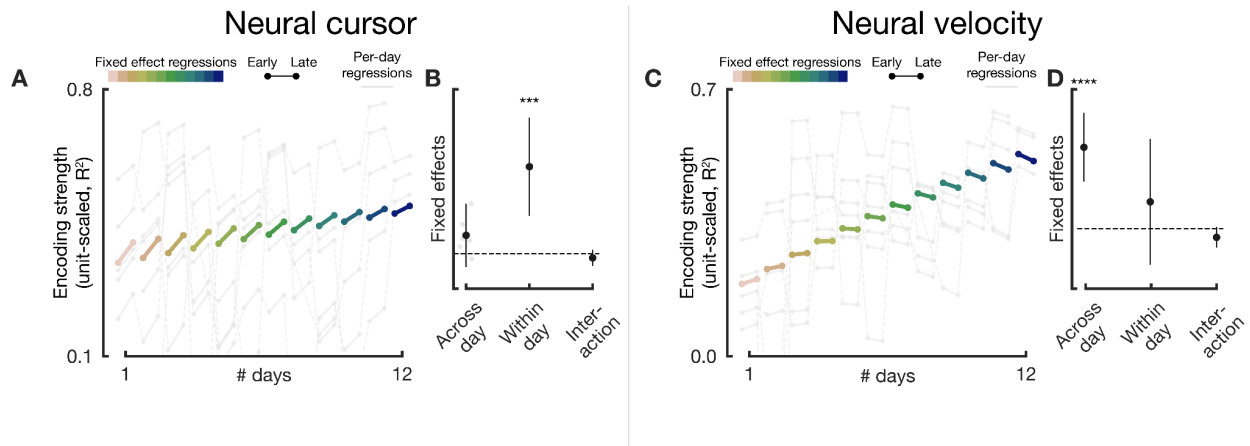 Neural cursor
A
Fixed effect regressions
Early Late
Per-day
regressions
0.8
Encoding strength
(unit-scaled, R²)
0.1
1
# days
12
B
***
Fixed effects
Across
day
Within
day
Inter-
action
Neural velocity
C
Fixed effect regressions
Early Late
Per-day
regressions
0.7
Encoding strength
(unit-scaled, R²)
0.0
1
# days
12
D
****
Fixed effects
Across
day
Within
day
Inter-
action